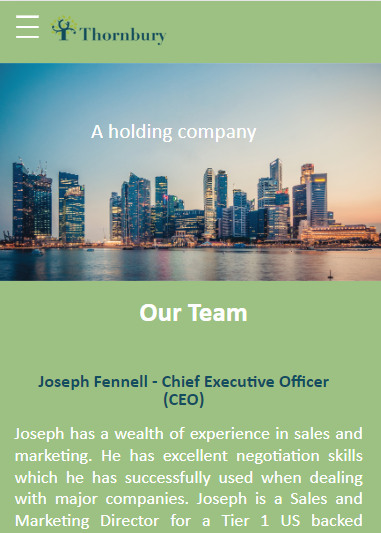 Thornbury
A holding company
Our Team
Joseph Fennell - Chief Executive Officer
(CEO)
Joseph has a wealth of experience in sales and
marketing. He has excellent negotiation skills
which he has successfully used when dealing
with major companies. Joseph is a Sales and
Marketing Director for a Tier 1 US backed